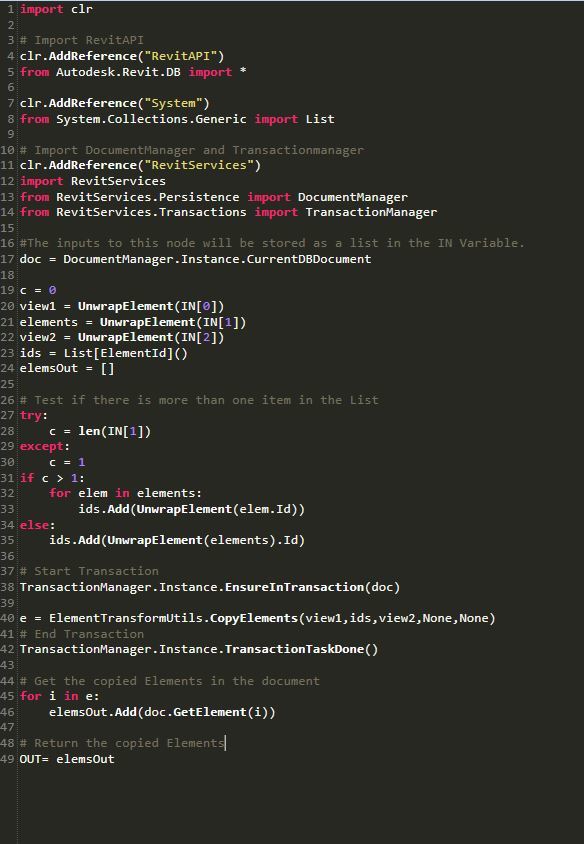 1 import clr
2
3 # Import RevitAPI
4 clr.AddReference("RevitAPI")
5 from Autodesk.Revit.DB import *
6
7 clr.AddReference("System")
8 from System.Collections.Generic import List
9
10 # Import DocumentManager and Transactionmanager
11 clr.AddReference("RevitServices")
12 import RevitServices
13 from RevitServices.Persistence import DocumentManager
14 from RevitServices.Transactions import TransactionManager
15
16 #The inputs to this node will be stored as a list in the IN Variable.
17 doc = DocumentManager.Instance.CurrentDBDocument
18
19 c = 0
20 view1 = UnwrapElement(IN[0])
21 elements = UnwrapElement(IN[1])
22 view2 = UnwrapElement(IN[2])
23 ids = List[ElementId]()
24 elemsOut = []
25
26 # Test if there is more than one item in the List
27 try:
28     c = len(IN[1])
29 except:
30     c = 1
31 if c > 1:
32     for elem in elements:
33         ids.Add(UnwrapElement(elem.Id))
34 else:
35     ids.Add(UnwrapElement(elements).Id)
36
37 # Start Transaction
38 TransactionManager.Instance.EnsureInTransaction(doc)
39
40 e = ElementTransformUtils.CopyElements(view1,ids,view2,None,None)
41 # End Transaction
42 TransactionManager.Instance.TransactionTaskDone()
43
44 # Get the copied Elements in the document
45 for i in e:
46     elemsOut.Add(doc.GetElement(i))
47
48 # Return the copied Elements
49 OUT= elemsOut